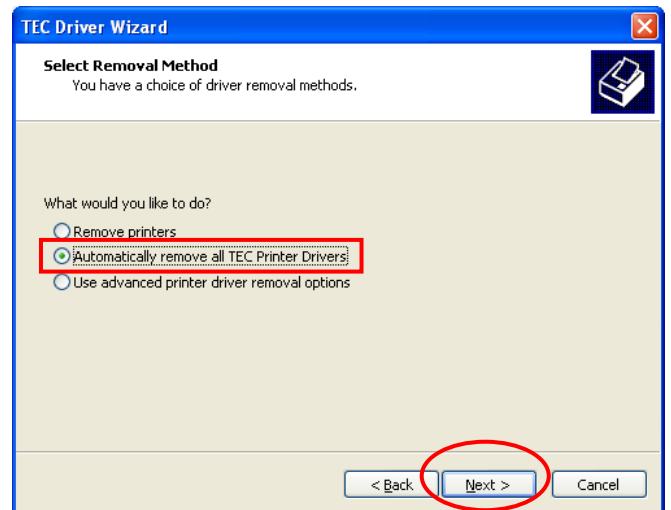 TEC Driver Wizard
Select Removal Method
You have a choice of driver removal methods.
What would you like to do?
Remove printers
Automatically remove all TEC Printer Drivers
Use advanced printer driver removal options
< Back Next > Cancel